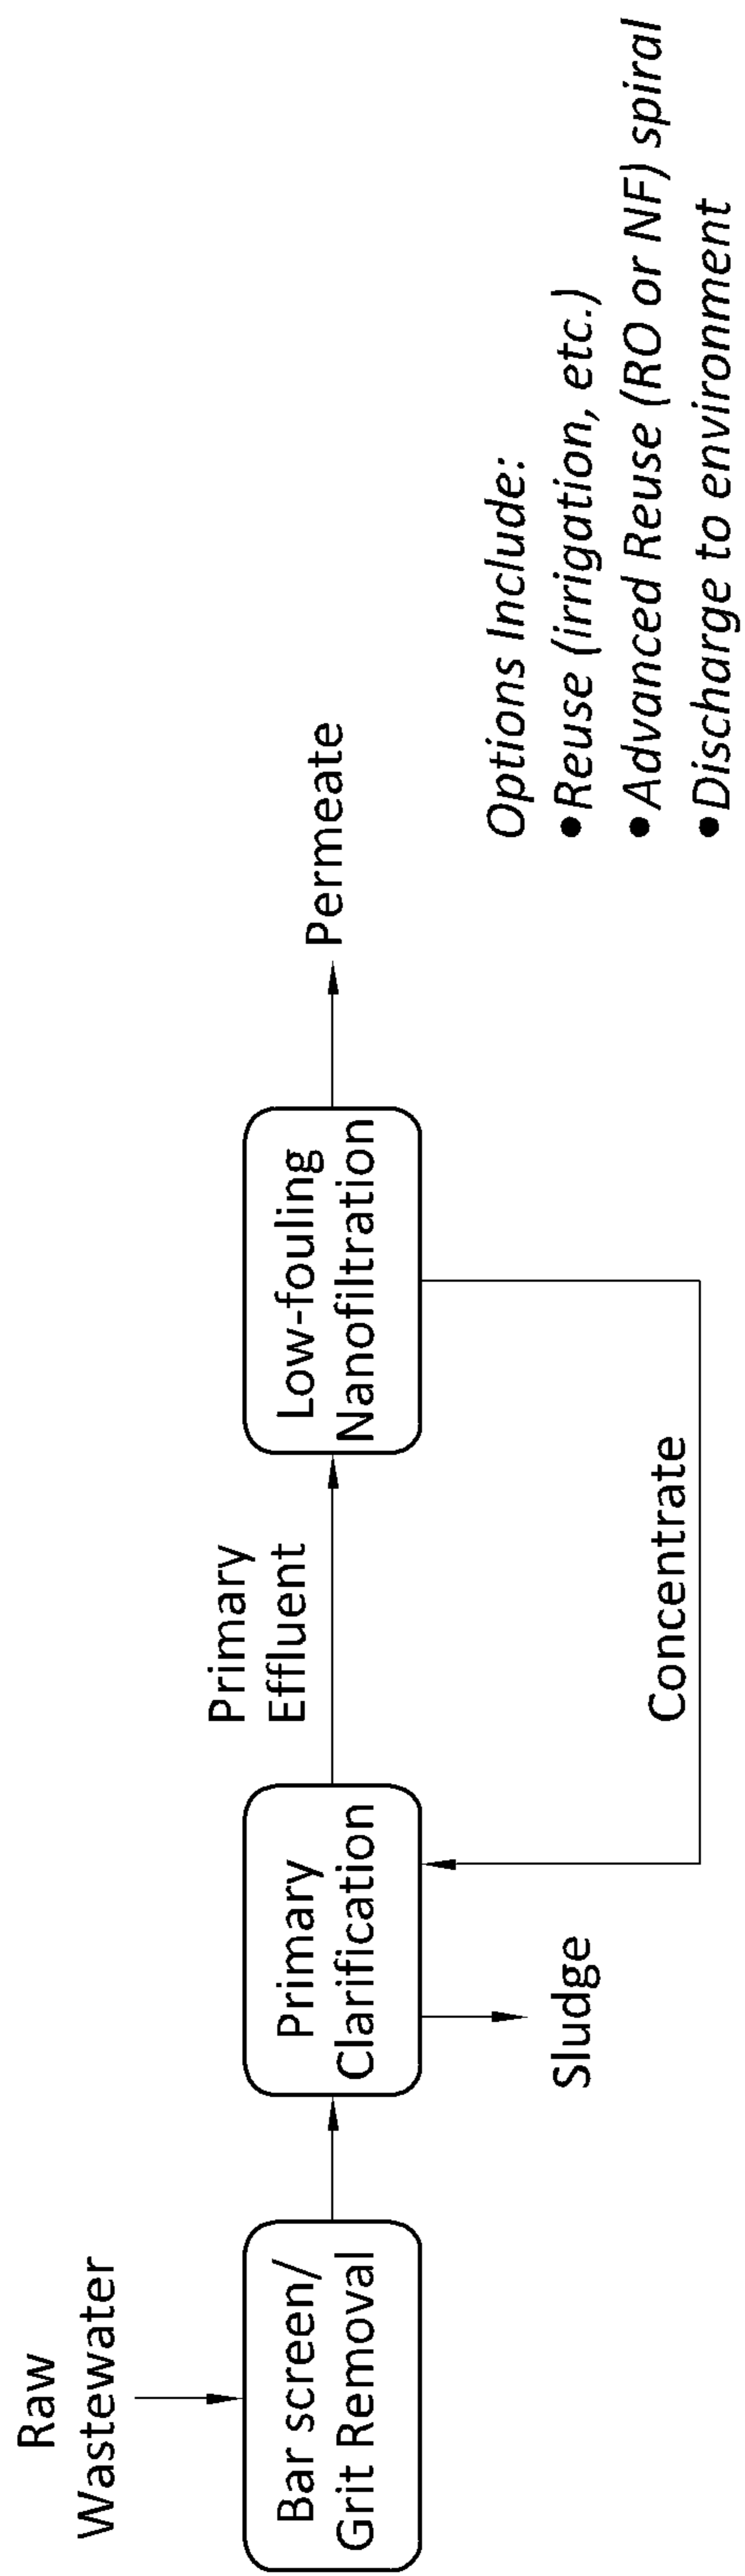 Raw
Wastewater
Bar screen/
Grit Removal
Primary
Clarification
Sludge
Primary
Effluent
Concentrate
Low-fouling
Nanofiltration
Permeate
Options Include:
•Reuse (irrigation, etc.)
•Advanced Reuse (RO or NF) spiral
•Discharge to environment